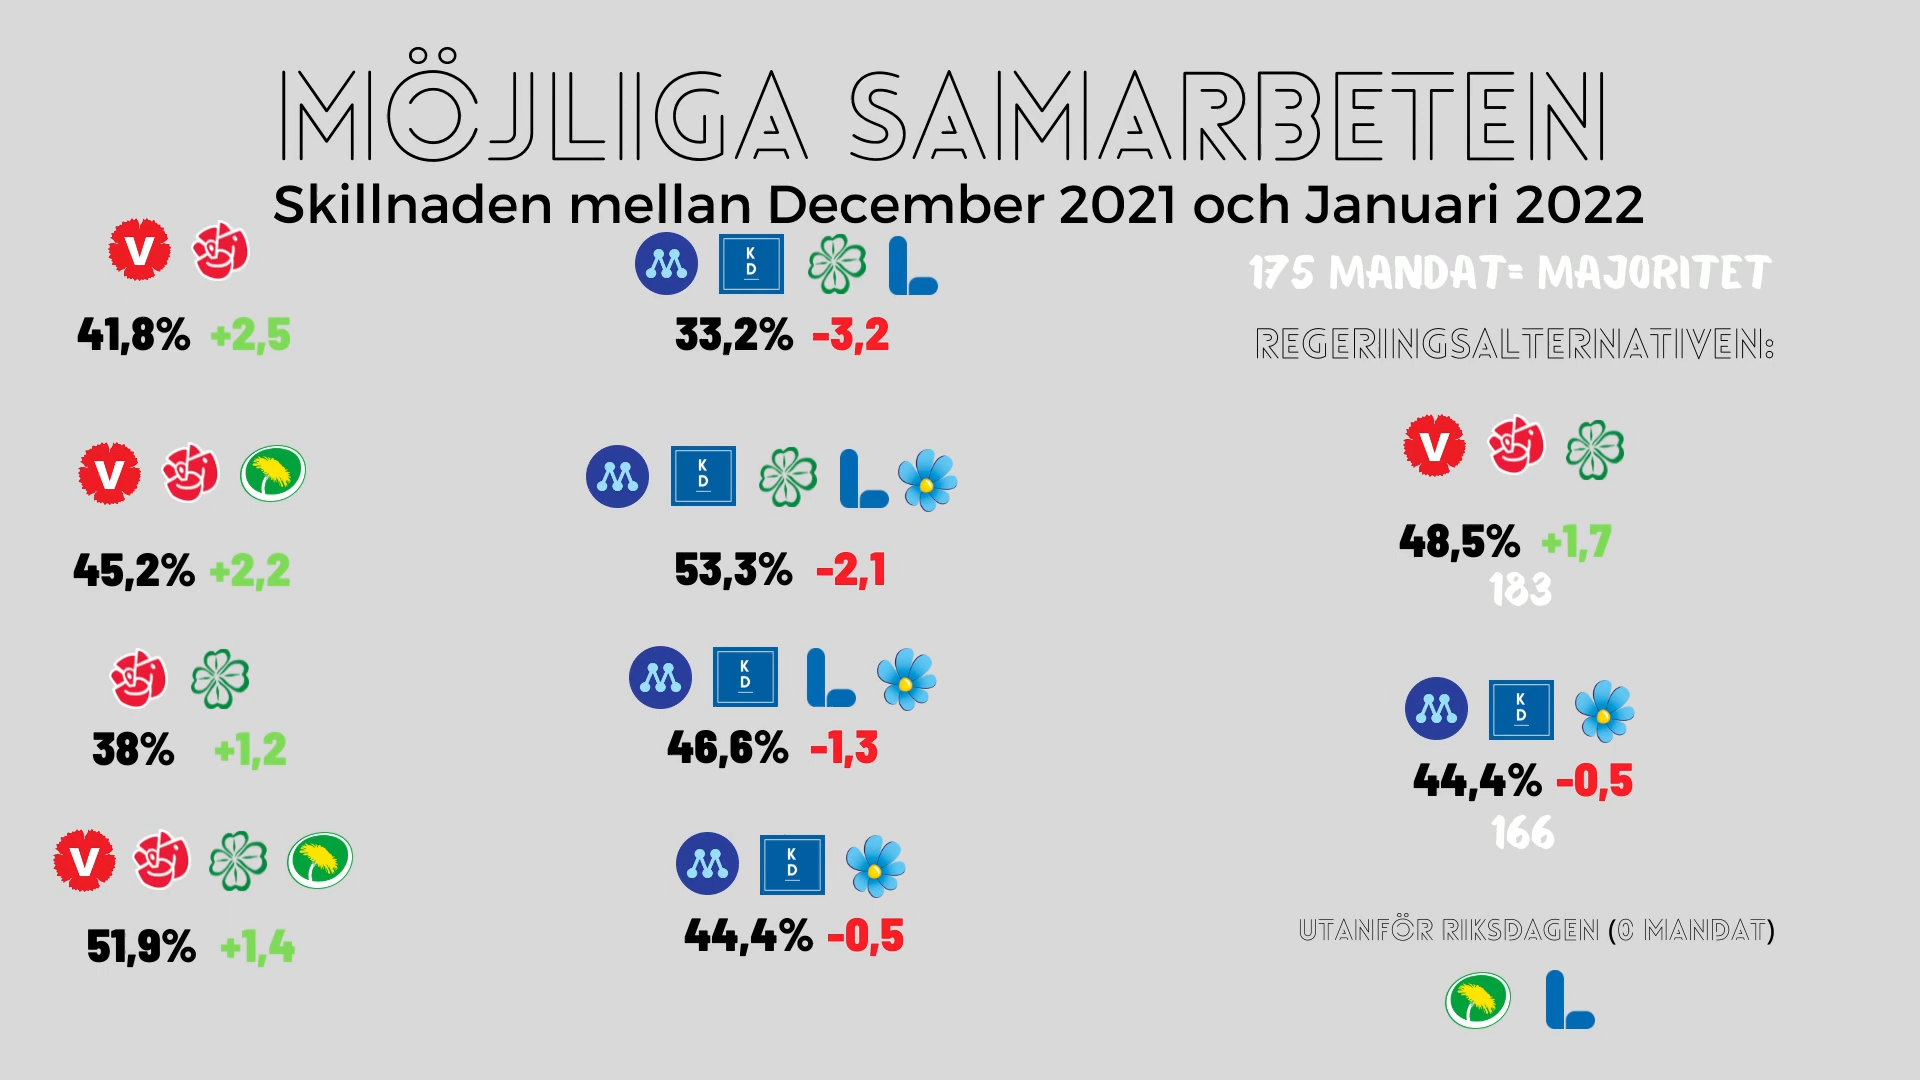 MÖJLIGA SAMARBETEN
Skillnaden mellan December 2021 och Januari 2022
V
41,8% +2,5
V
45,2% +2,2
38% +1,2
V
51,9% +1,4
M K D L
33,2% -3,2
M K D L
53,3% -2,1
M K D L
46,6% -1,3
M K D
44,4% -0,5
175 MANDAT= MAJORITET
REGERINGSALTERNATIVEN:
V
48,5% +1,7
183
M K D
44,4% -0,5
166
UTANFÖR RIKSDAGEN (0 MANDAT)
L